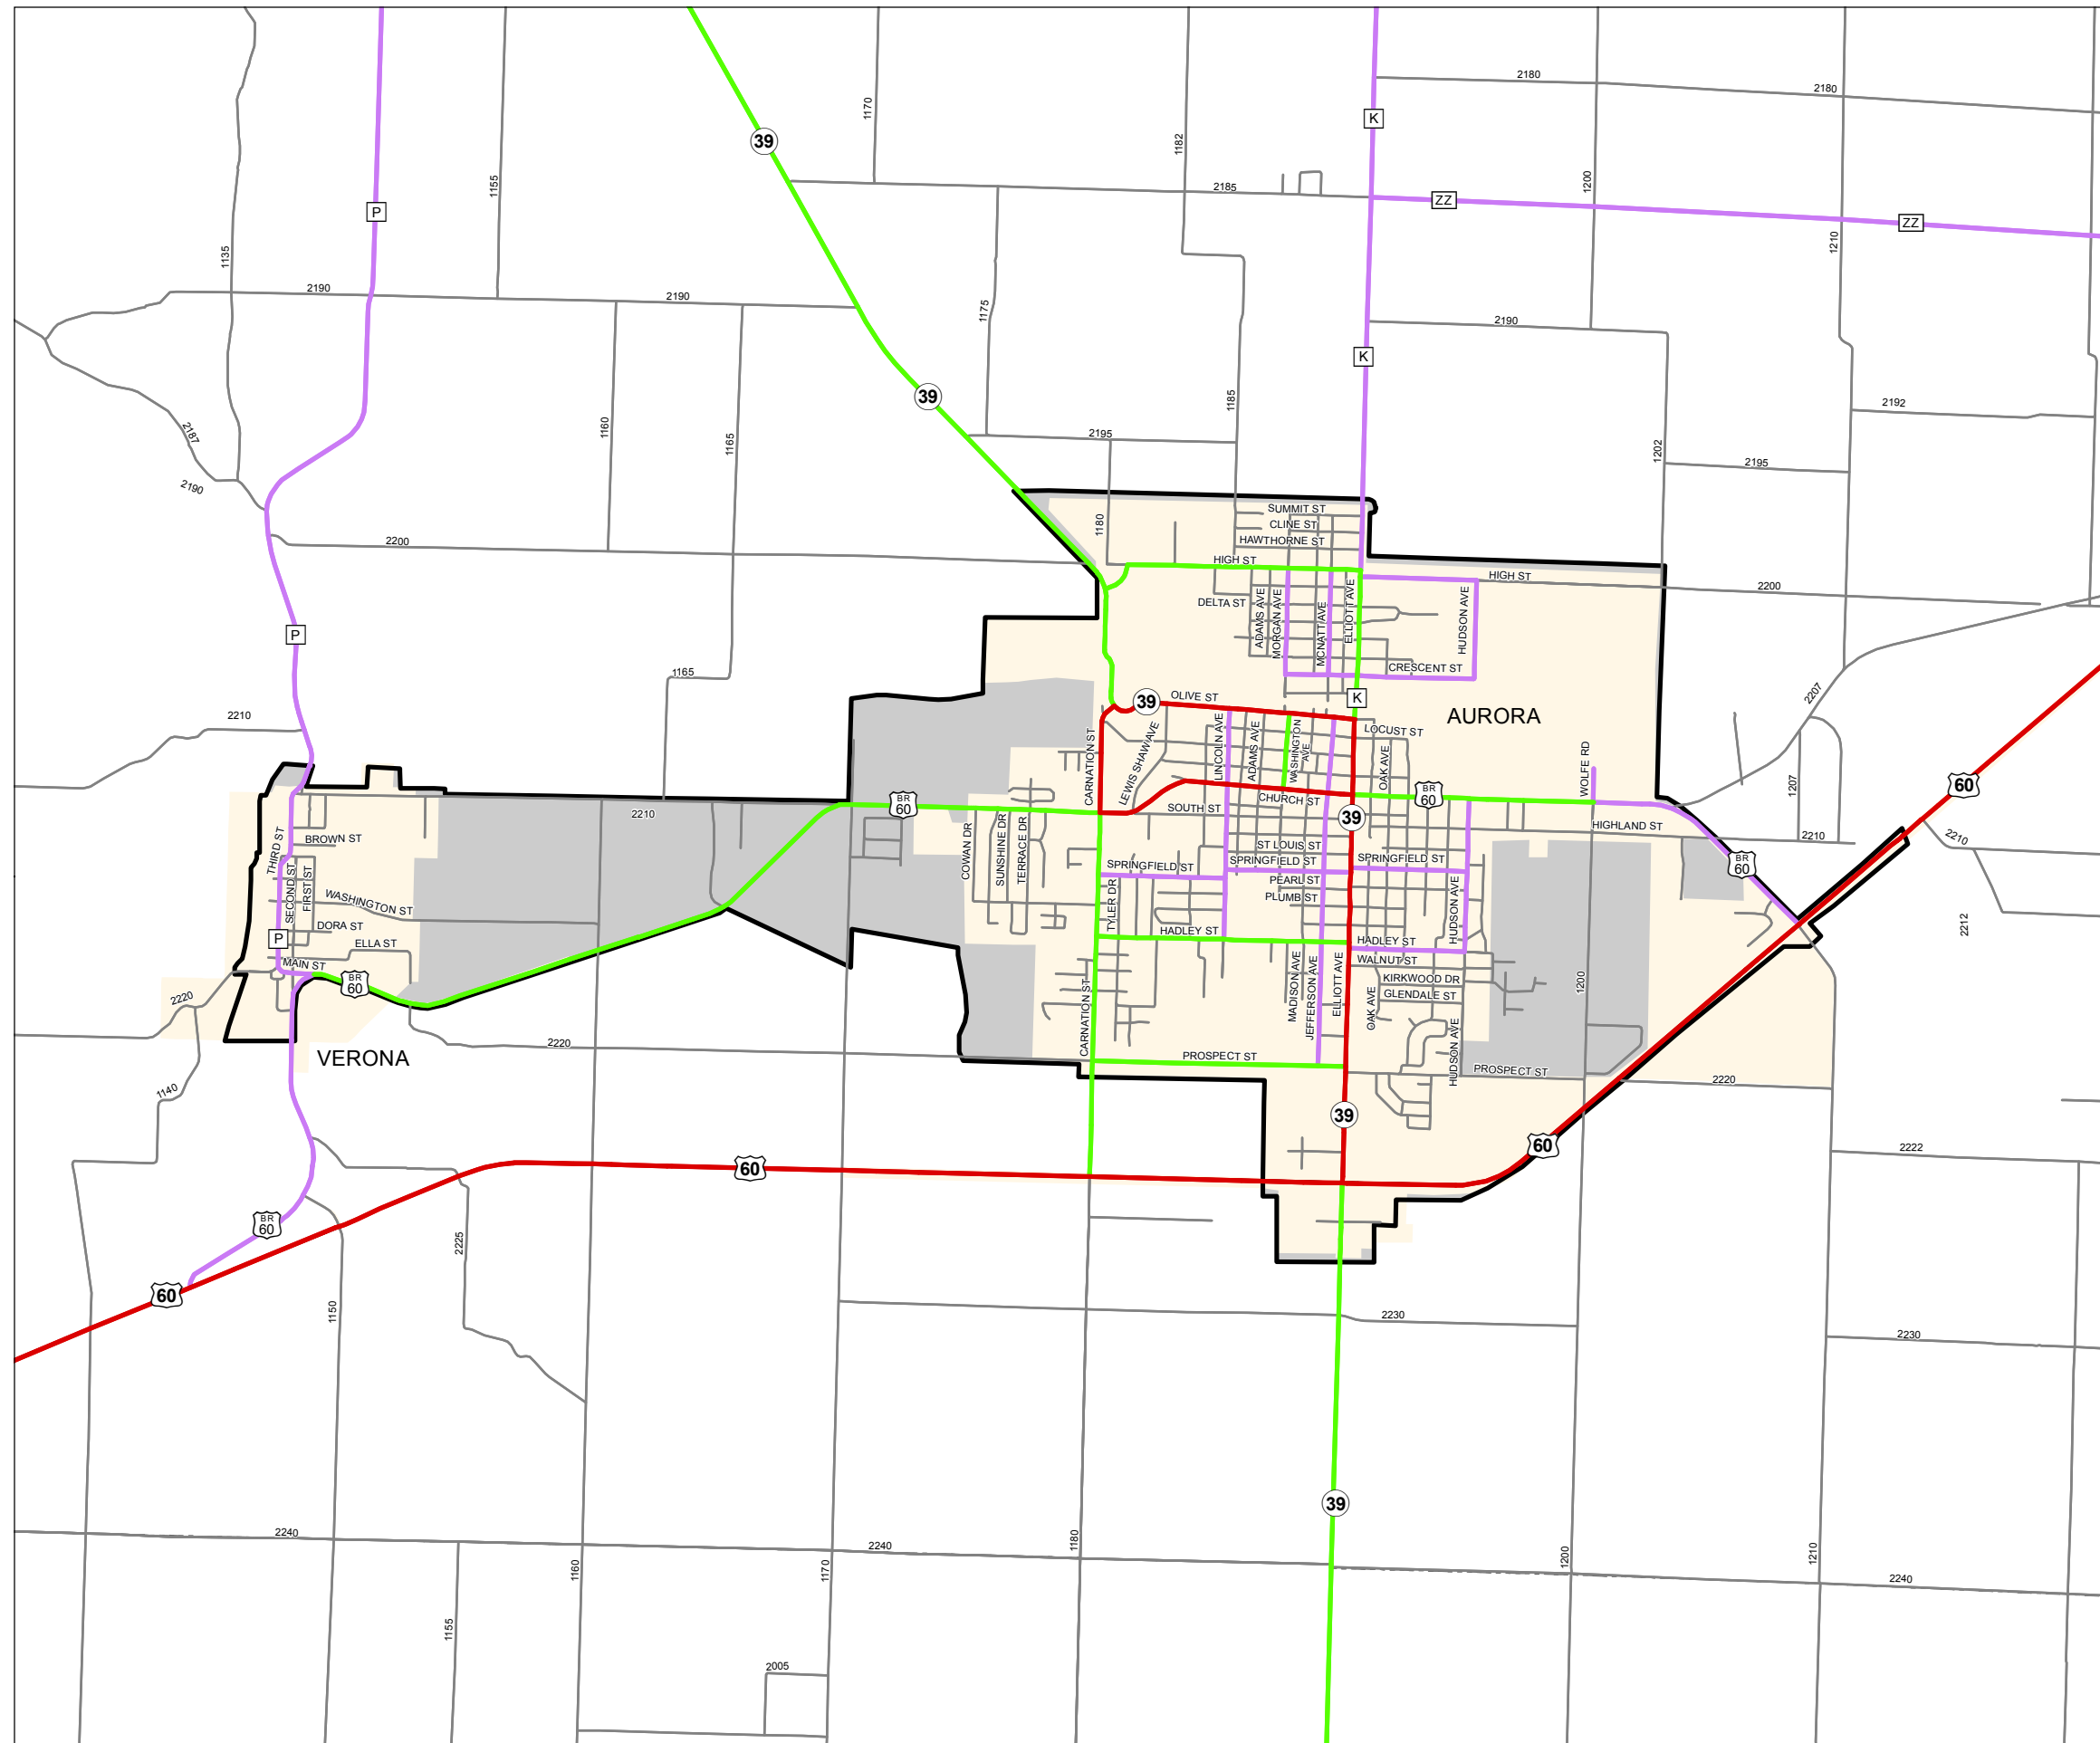 2180
2180
K
39
1170
1182
2185
ZZ
1200
ZZ
1155
P
1135
1210
2190
2190
1175
2190
K
39
1185
2192
2187
1160
1165
2195
1202
2195
2190
SUMMIT ST
CLINE ST
1180
HAWTHORNE ST
2200
HIGH ST
HIGH ST
2200
DELTA ST
ADAMS AVE
MORGAN AVE
MCNATT AVE
ELLIOTT AVE
HUDSON AVE
P
1165
CRESCENT ST
2207
39
OLIVE ST
K
AURORA
2210
LOCUST ST
CARNATION ST
LEWIS SHAW AVE
LINCOLN AVE
ADAMS AVE
WASHINGTON
AVE
OAK AVE
WOLFE RD
1207
60
BR
60
CHURCH ST
BR
60
2210
SOUTH ST
39
HIGHLAND ST
2210
2210
BROWN ST
THIRD ST
COWAN DR
SUNSHINE DR
TERRACE DR
ST LOUIS ST
SPRINGFIELD ST
SPRINGFIELD ST
SPRINGFIELD ST
BR
60
SECOND ST
FIRST ST
WASHINGTON ST
PEARL ST
PLUMB ST
TYLER DR
HUDSON AVE
2212
DORA ST
P
ELLA ST
HADLEY ST
HADLEY ST
MAIN ST
WALNUT ST
BR
60
KIRKWOOD DR
GLENDALE ST
2220
CARNATION ST
MADISON AVE
JEFFERSON AVE
ELLIOTT AVE
OAK AVE
1200
HUDSON AVE
2220
VERONA
PROSPECT ST
PROSPECT ST
2220
1140
39
60
2222
60
BR
60
2225
60
1150
2230
2230
39
2240
2240
1180
1200
1210
2240
1160
1170
1155
2005